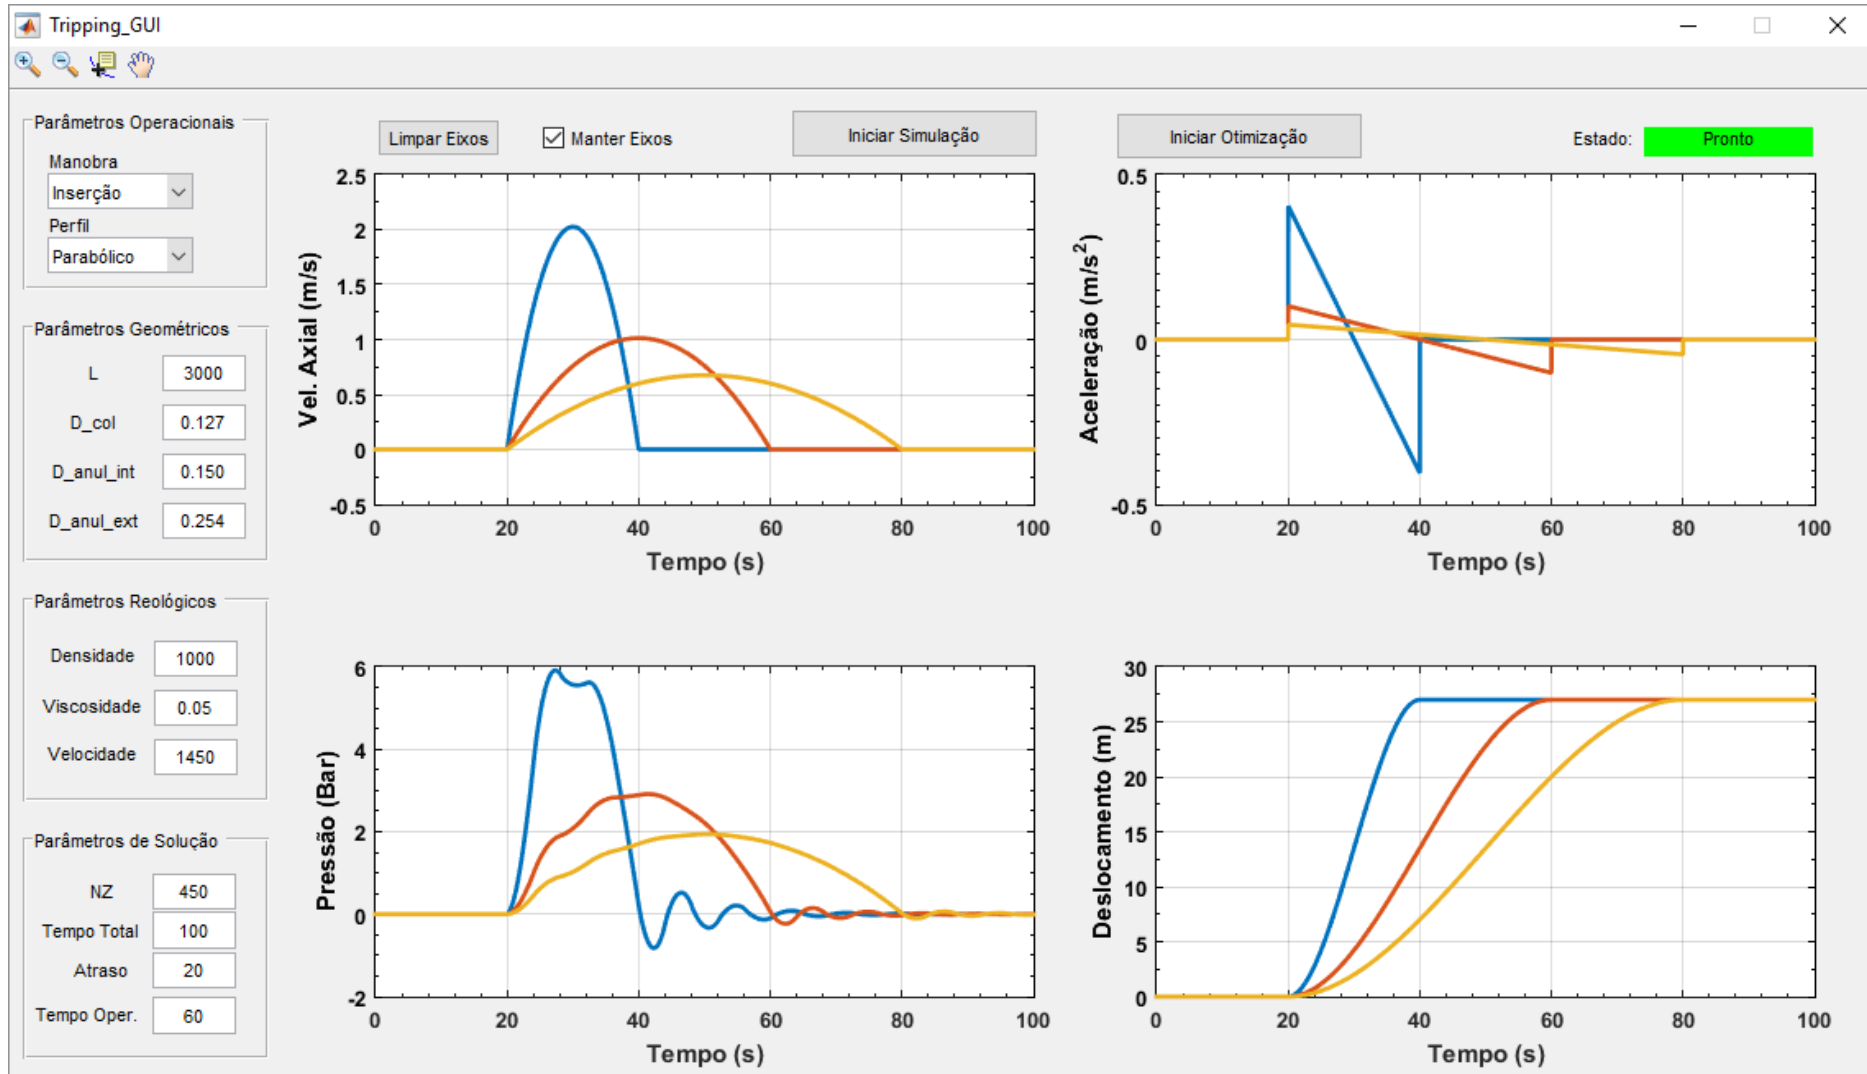 Tripping_GUI
Parâmetros Operacionais
Manobra
Inserção
Perfil
Parabólico
Parâmetros Geométricos
L 3000
D_col 0.127
D_anul_int 0.150
D_anul_ext 0.254
Parâmetros Reológicos
Densidade 1000
Viscosidade 0.05
Velocidade 1450
Parâmetros de Solução
NZ 450
Tempo Total 100
Atraso 20
Tempo Oper. 60
Limpar Eixos
Manter Eixos
Iniciar Simulação
Iniciar Otimização
Estado: Pronto
Vel. Axial (m/s)
2.5
2
1.5
1
0.5
0
-0.5
0 20 40 60 80 100
Tempo (s)
Aceleração (m/s²)
0.5
0
-0.5
0 20 40 60 80 100
Tempo (s)
Pressão (Bar)
6
4
2
0
-2
0 20 40 60 80 100
Tempo (s)
Deslocamento (m)
30
25
20
15
10
5
0
0 20 40 60 80 100
Tempo (s)